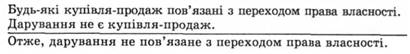 Будь-які купівля-продаж пов'язані з переходом права власності.
Дарування не є купівля-продаж.
Отже, дарування не пов'язане з переходом права власності.